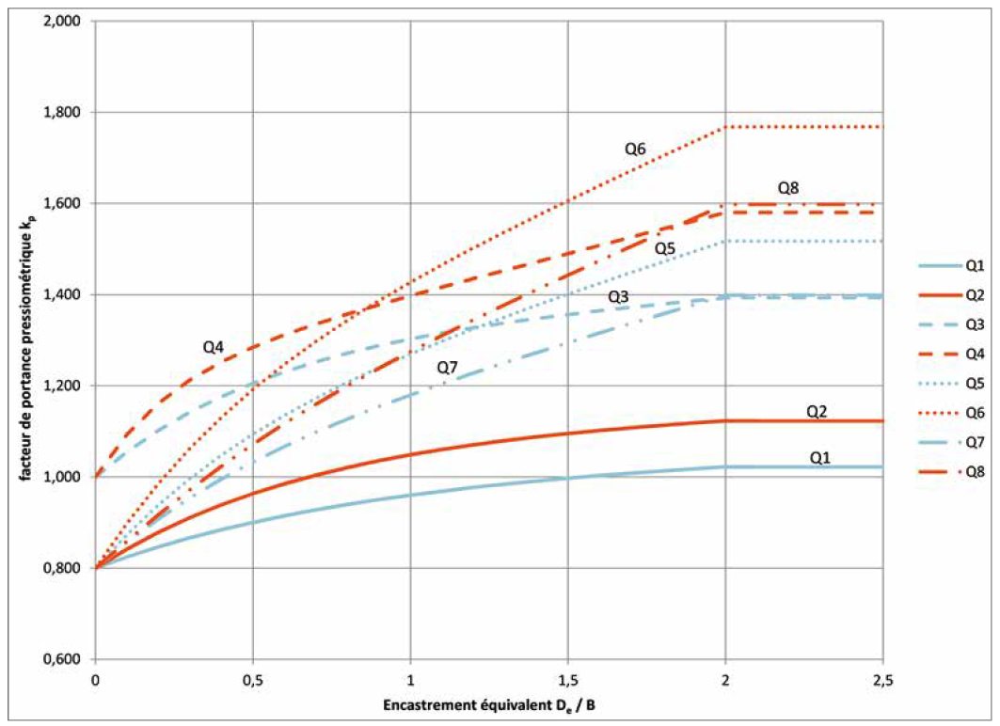 facteur de portance pressiométrique kp
2,000
1,800
1,600
1,400
1,200
1,000
0,800
0,600
0
0,5
1
1,5
2
2,5
Encastrement équivalent De / B
Q6
Q8
Q5
Q3
Q4
Q7
Q2
Q1
Q1
Q2
Q3
Q4
Q5
Q6
Q7
Q8